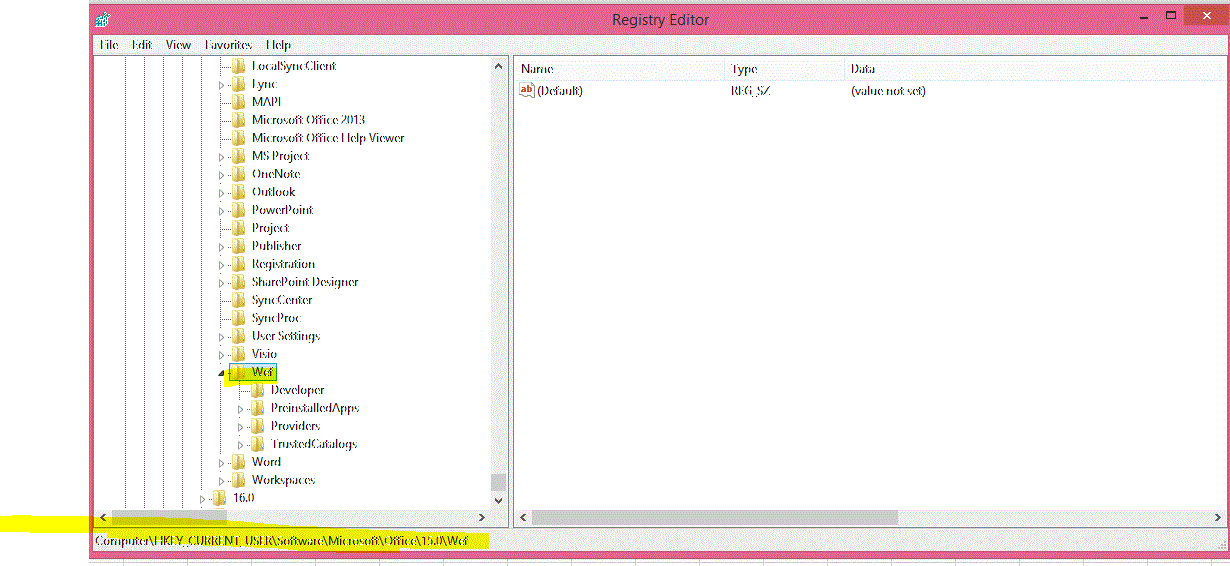 Registry Editor
File Edit View Favorites Help
LocalSyncClient
Lync
MAPI
Microsoft Office 2013
Microsoft Office Help Viewer
MS Project
OneNote
Outlook
PowerPoint
Project
Publisher
Registration
SharePoint Designer
SyncCenter
SyncProc
User Settings
Visio
Wef
Developer
PreinstalledApps
Providers
TrustedCatalogs
Word
Workspaces
16.0
Name Type Data
ab (Default) REG_SZ (value not set)
Computer\HKEY_CURRENT_USER\Software\Microsoft\Office\15.0\Wef